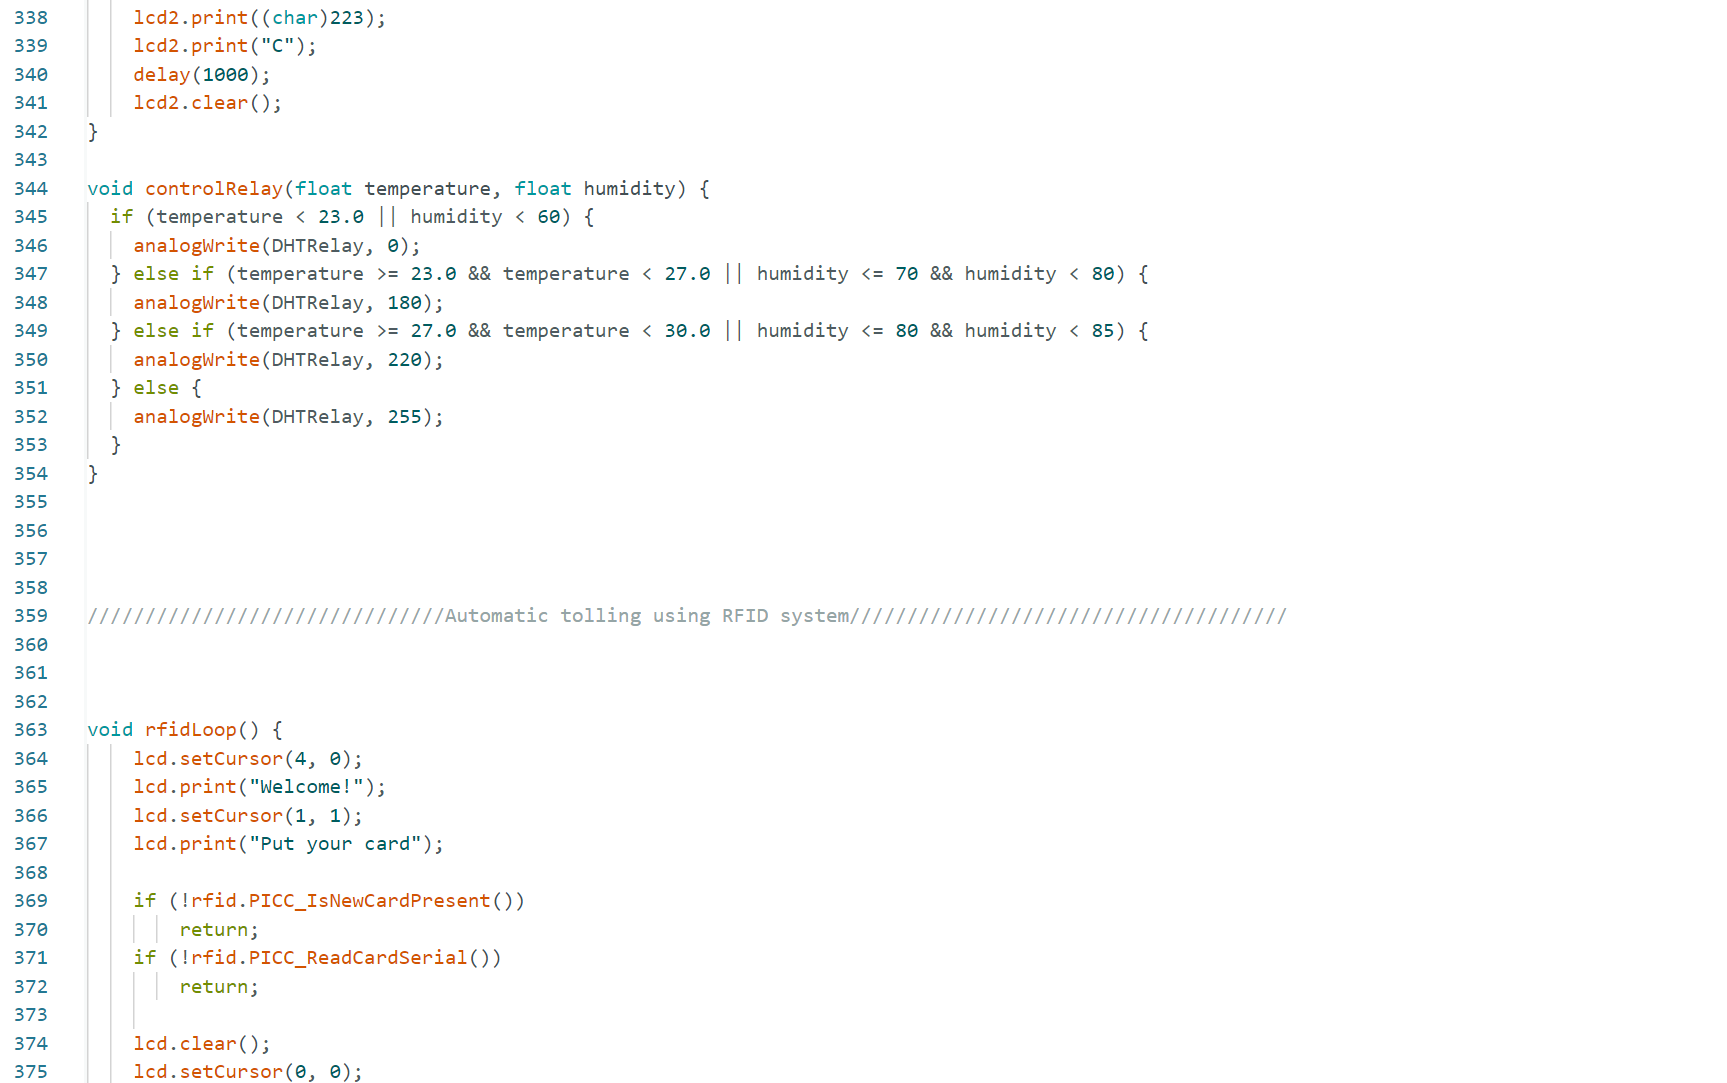 338 lcd2.print((char)223);
339 lcd2.print("C");
340 delay(1000);
341 lcd2.clear();
342 }
343
344 void controlRelay(float temperature, float humidity) {
345 if (temperature < 23.0 || humidity < 60) {
346 analogWrite(DHTRelay, 0);
347 } else if (temperature >= 23.0 && temperature < 27.0 || humidity <= 70 && humidity < 80) {
348 analogWrite(DHTRelay, 180);
349 } else if (temperature >= 27.0 && temperature < 30.0 || humidity <= 80 && humidity < 85) {
350 analogWrite(DHTRelay, 220);
351 } else {
352 analogWrite(DHTRelay, 255);
353 }
354 }
355
356
357
358
359 ///////////////////////////////Automatic tolling using RFID system//////////////////////////////////////
360
361
362
363 void rfidLoop() {
364 lcd.setCursor(4, 0);
365 lcd.print("Welcome!");
366 lcd.setCursor(1, 1);
367 lcd.print("Put your card");
368
369 if (!rfid.PICC_IsNewCardPresent())
370 return;
371 if (!rfid.PICC_ReadCardSerial())
372 return;
373
374 lcd.clear();
375 lcd.setCursor(0, 0);